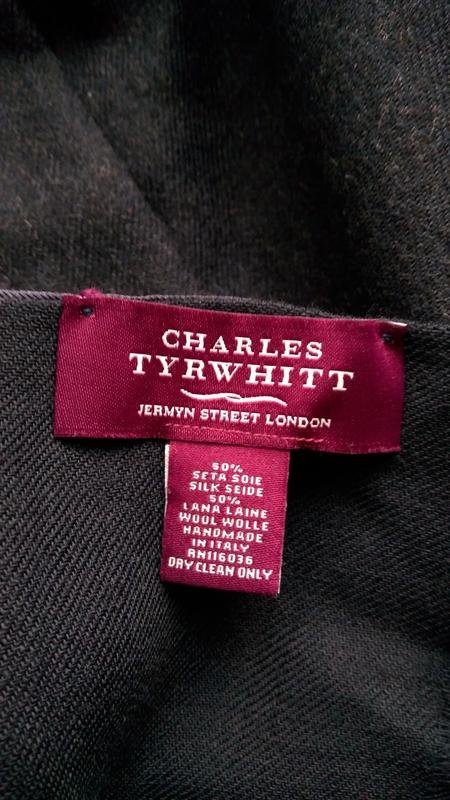 CHARLES
TYRWHITT
JERMYN STREET LONDON
50%
SETA SOIE
SILK SEIDE
50%
LANA LAINE
WOOL WOLLE
HANDMADE
IN ITALY
RN116036
DRY CLEAN ONLY